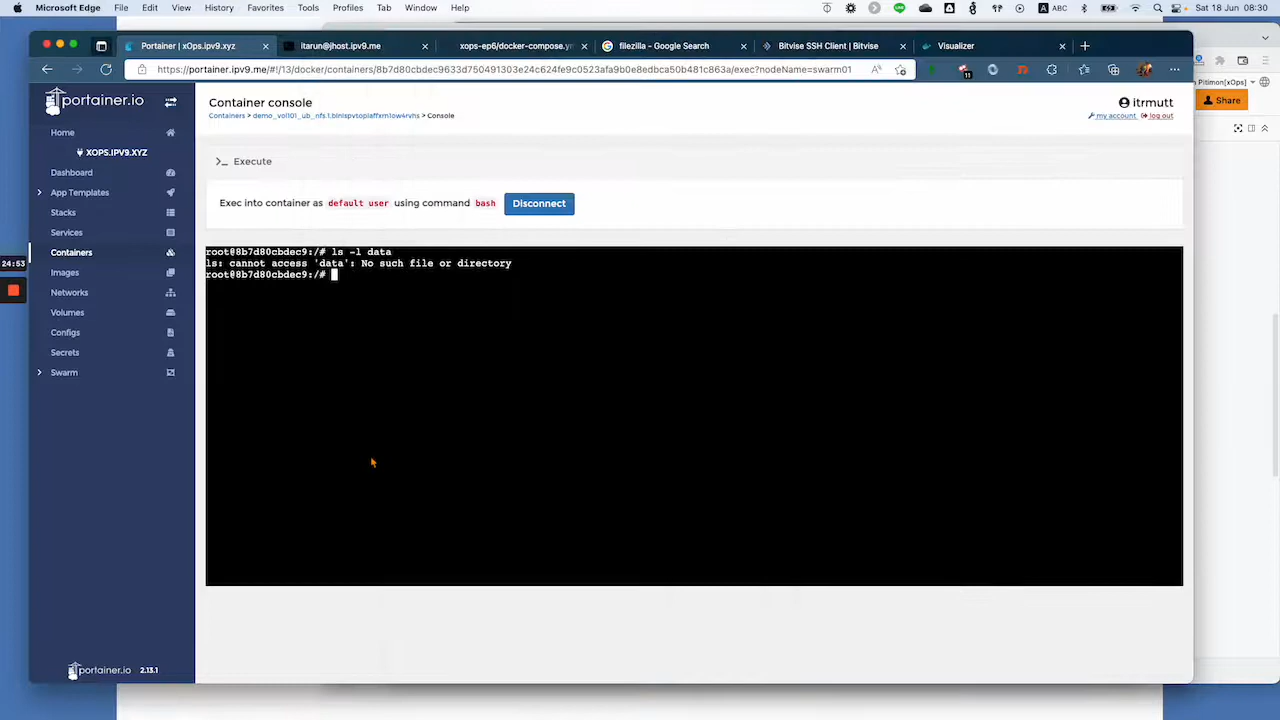 Microsoft Edge File Edit View History Favorites Tools Profiles Tab Window Help ABC Sat 18 Jun 08:30
Portainer | xOps.ipv9.xyz
itarun@jhost.ipv9.me
xops-ep6/docker-compose.ym
filezilla - Google Search
Bitvise SSH Client | Bitvise
Visualizer
https://portainer.ipv9.me/#!/13/docker/containers/8b7d80cbdec9633d750491303e24c624fe9c0523afa9b0e8edbca50b481c863a/exec?nodeName=swarm01
11
Pitimon[xOps]
Share
portainer.io
Home
XOPS.IPV9.XYZ
Dashboard
App Templates
Stacks
Services
Containers
Images
Networks
Volumes
Configs
Secrets
Swarm
portainer.io 2.13.1
24:53
Container console
Containers > > Console
itrmutt
my account log out
>_ Execute
Exec into container as default user using command bash Disconnect
root@8b7d80cbdec9:/# ls -l data
ls: cannot access 'data': No such file or directory
root@8b7d80cbdec9:/#